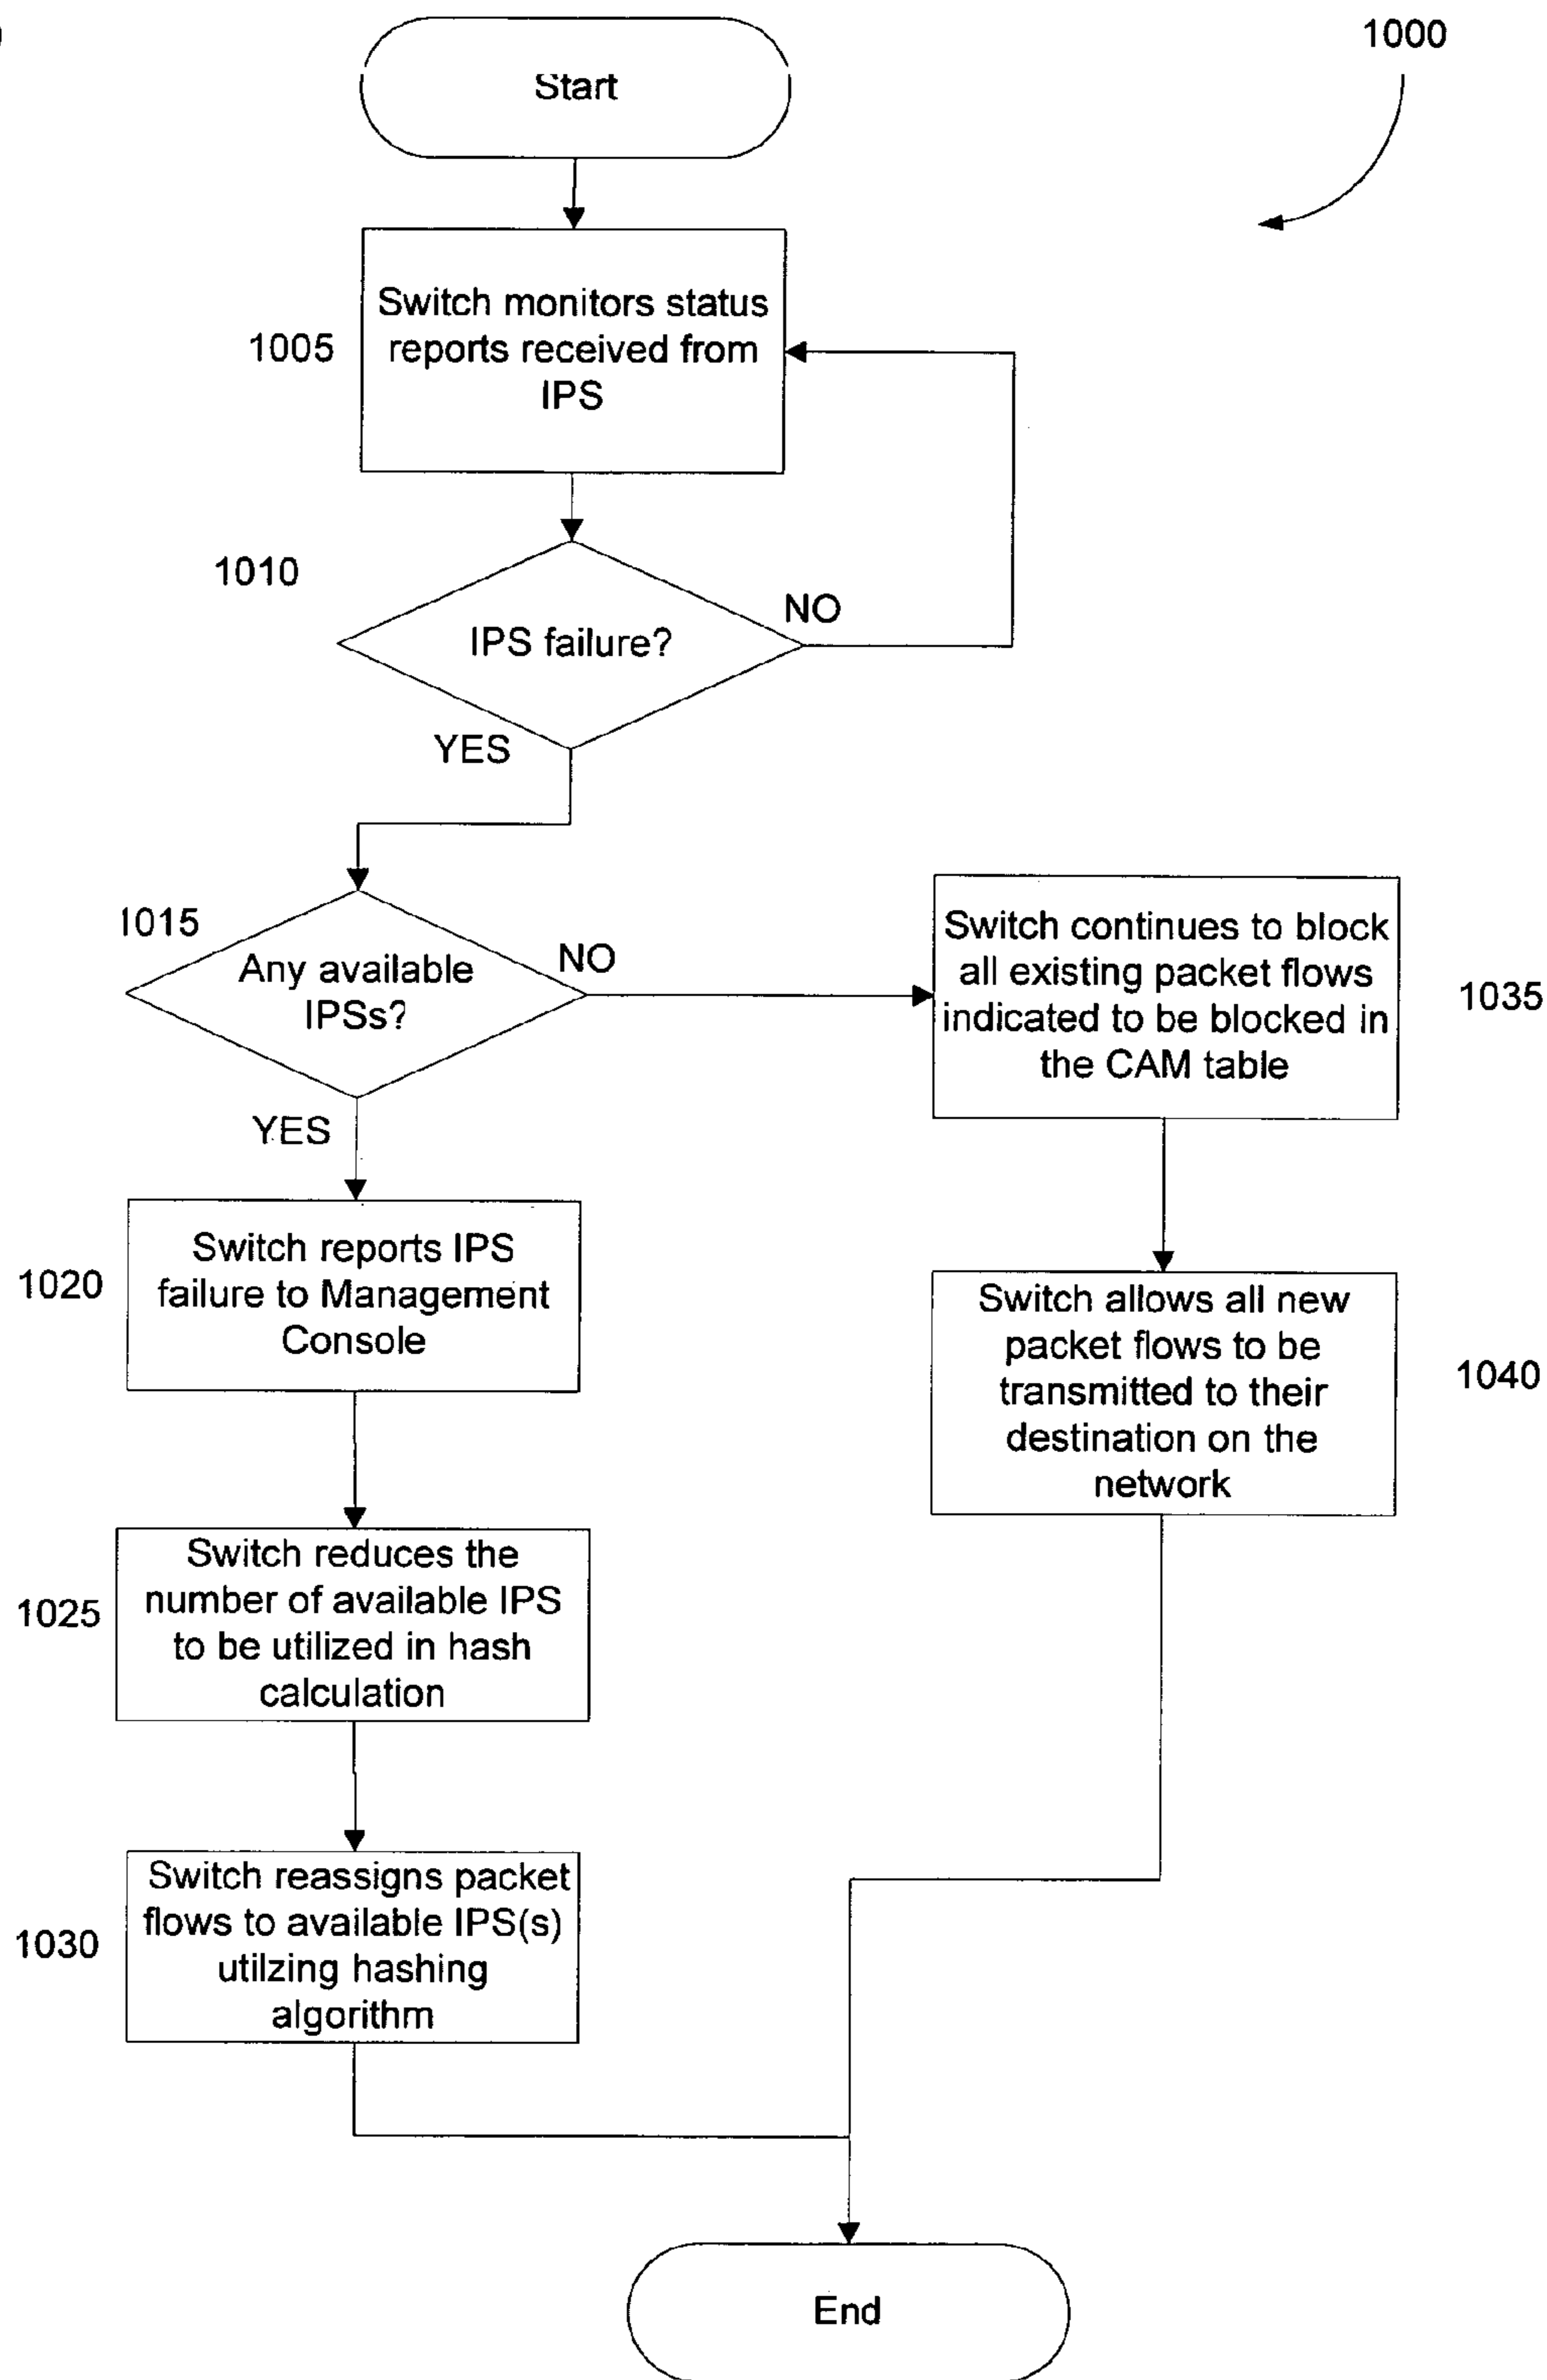 1000
Start
1005
Switch monitors status
reports received from
IPS
1010
IPS failure?
NO
YES
1015
Any available
IPSs?
NO
YES
Switch continues to block
all existing packet flows
indicated to be blocked in
the CAM table
1035
1020
Switch reports IPS
failure to Management
Console
Switch allows all new
packet flows to be
transmitted to their
destination on the
network
1040
1025
Switch reduces the
number of available IPS
to be utilized in hash
calculation
1030
Switch reassigns packet
flows to available IPS(s)
utilzing hashing
algorithm
End